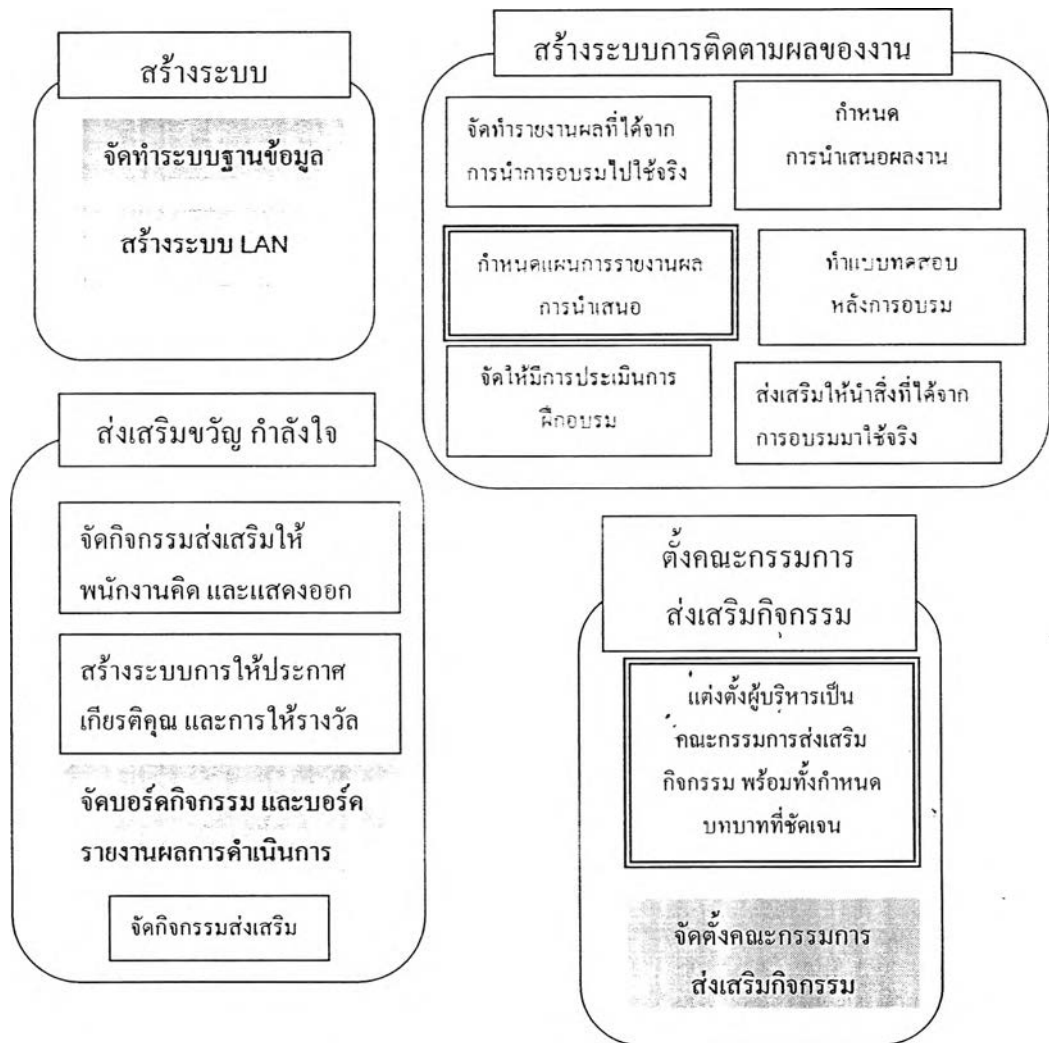 สร้างระบบ
จัดทำระบบฐานข้อมูล
สร้างระบบ LAN
สร้างระบบการติดตามผลของงาน
จัดทำรายงานผลที่ได้จาก
การนำการอบรมไปใช้จริง
กำหนด
การนำเสนอผลงาน
กำหนดแผนการรายงานผล
การนำเสนอ
ทำแบบทดสอบ
หลังการอบรม
จัดให้มีการประเมินการ
ฝึกอบรม
ส่งเสริมให้นำสิ่งที่ได้จาก
การอบรมมาใช้จริง
ส่งเสริมขวัญ กำลังใจ
จัดกิจกรรมส่งเสริมให้
พนักงานคิด และแสดงออก
สร้างระบบการให้ประกาศ
เกียรติคุณ และการให้รางวัล
จัดบอร์ดกิจกรรม และบอร์ด
รายงานผลการดำเนินการ
จัดกิจกรรมส่งเสริม
ตั้งคณะกรรมการ
ส่งเสริมกิจกรรม
แต่งตั้งผู้บริหารเป็น
คณะกรรมการส่งเสริม
กิจกรรม พร้อมทั้งกำหนด
บทบาทที่ชัดเจน
จัดตั้งคณะกรรมการ
ส่งเสริมกิจกรรม